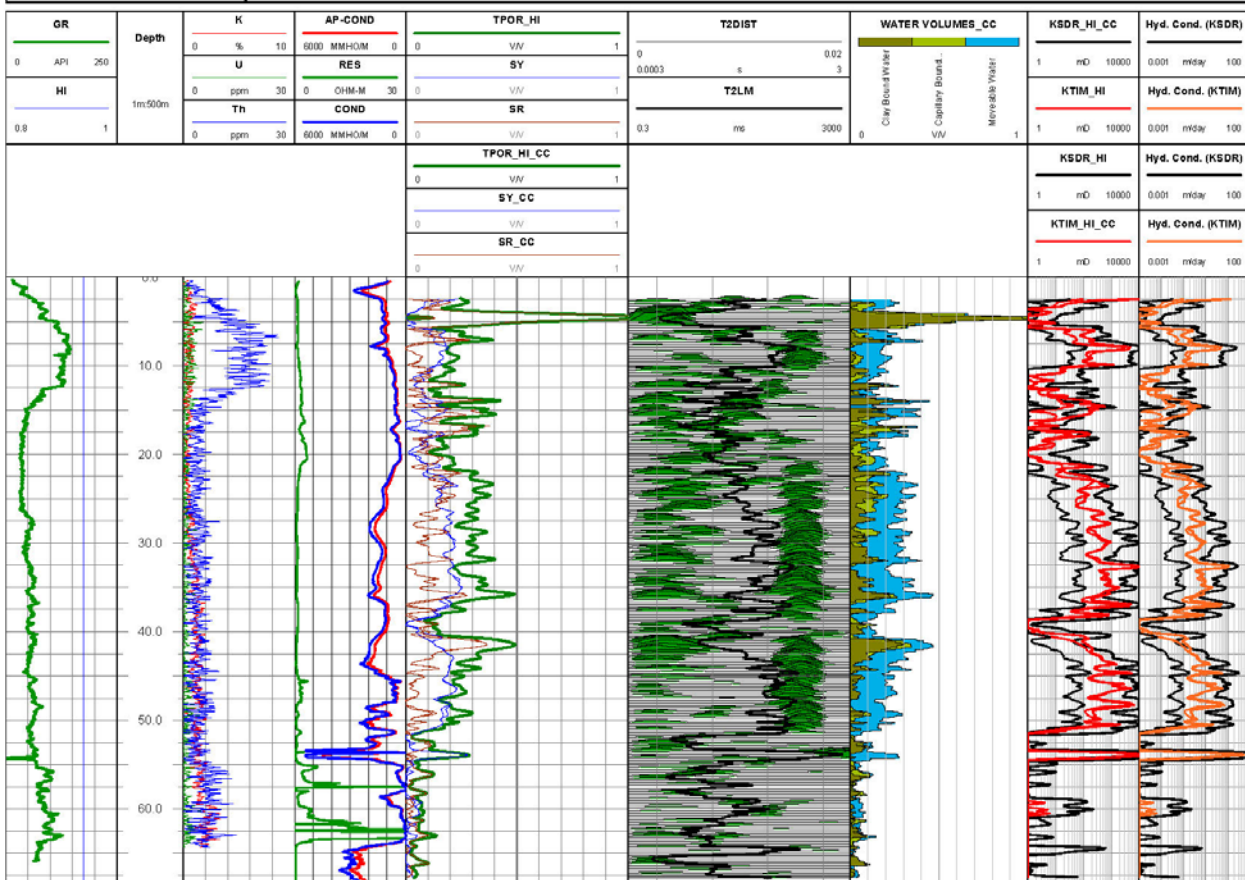 GR
0 API 250
HI
0.8 1
Depth
1m:500m
K
0 % 10
U
0 ppm 30
Th
0 ppm 30
AP-COND
6000 MMHO/M 0
RES
0 OHM-M 30
COND
6000 MMHO/M 0
TPOR_HI
0 V/V 1
SY
0 V/V 1
SR
0 V/V 1
TPOR_HI_CC
0 V/V 1
SY_CC
0 V/V 1
SR_CC
0 V/V 1
T2DIST
0 0.02
0.0003 s 3
T2LM
0.3 ms 3000
WATER VOLUMES_CC
Clay Bound Water
Capillary Bound...
Moveable Water
0 V/V 1
KSDR_HI_CC
1 mD 10000
KTIM_HI
1 mD 10000
KSDR_HI
1 mD 10000
KTIM_HI_CC
1 mD 10000
Hyd. Cond. (KSDR)
0.001 m/day 100
Hyd. Cond. (KTIM)
0.001 m/day 100
Hyd. Cond. (KSDR)
0.001 m/day 100
Hyd. Cond. (KTIM)
0.001 m/day 100
0.0
10.0
20.0
30.0
40.0
50.0
60.0